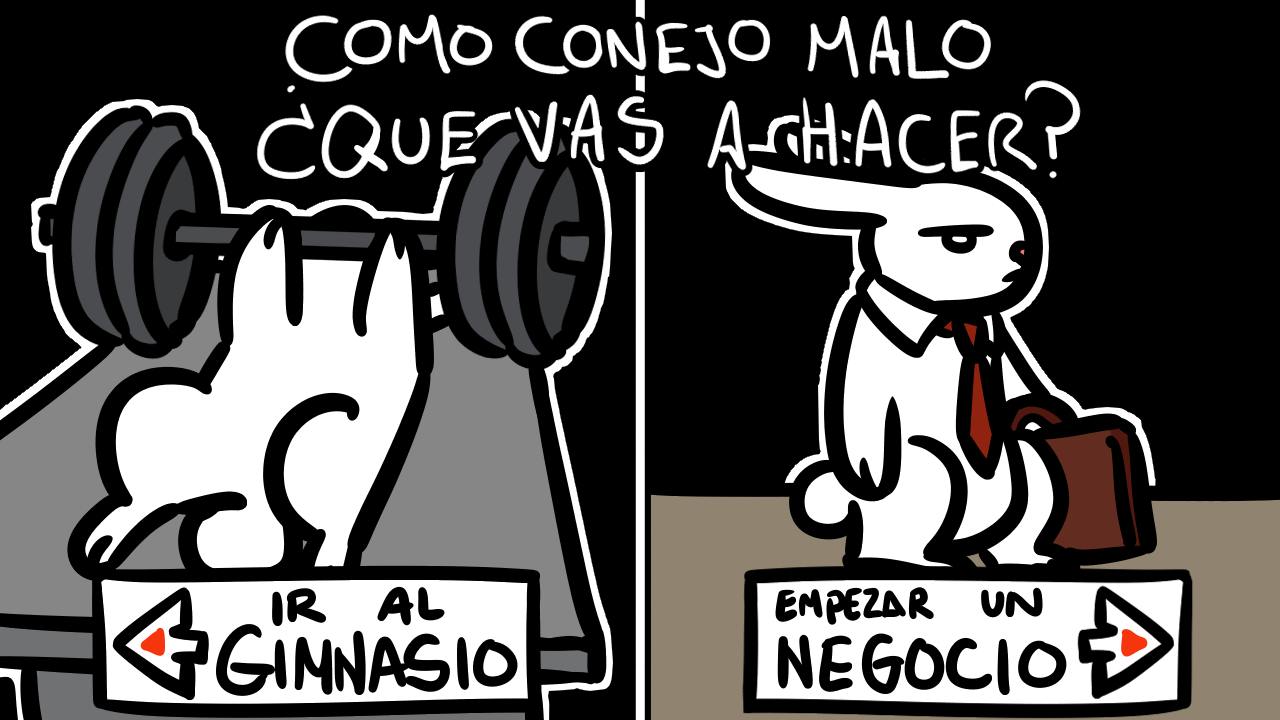 COMO CONEJO MALO
¿QUE VAS A HACER?
IR AL
GIMNASIO
EMPEZAR UN
NEGOCIO